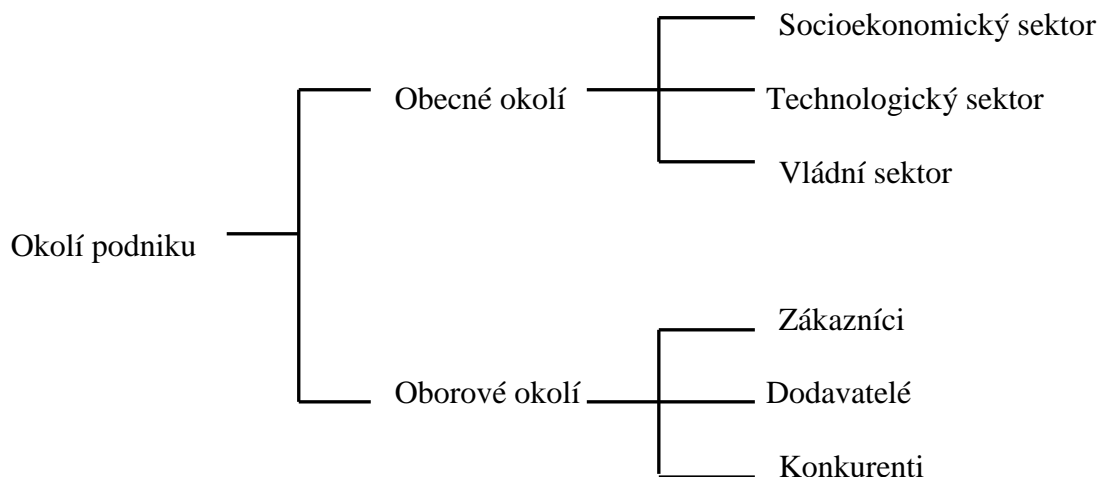 Socioekonomický sektor
Obecné okolí
Technologický sektor
Vládní sektor
Okolí podniku
Zákazníci
Oborové okolí
Dodavatelé
Konkurenti